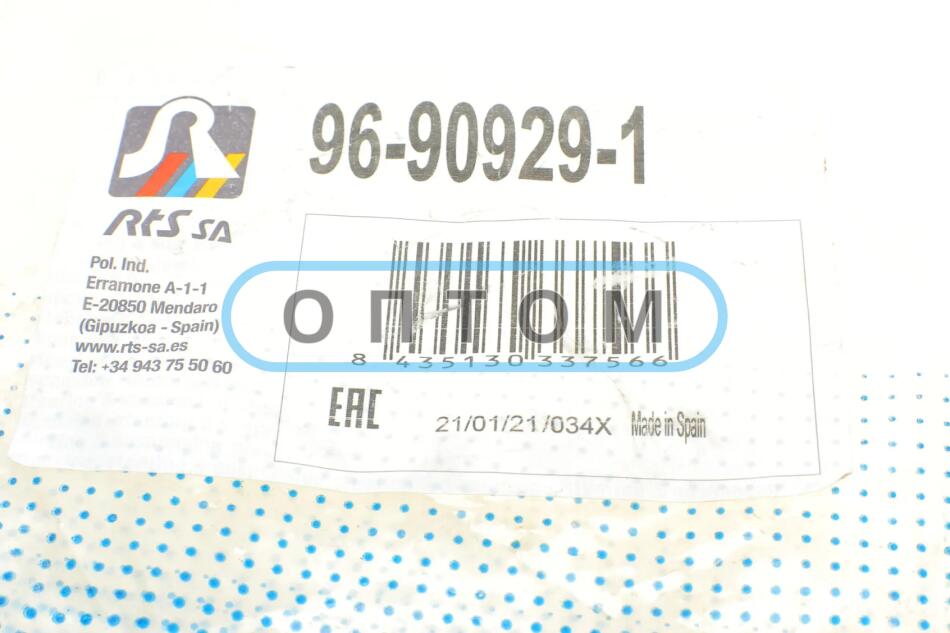 96-90929-1
RtS SA
Pol. Ind.
Erramone A-1-1
E-20850 Mendaro
(Gipuzkoa - Spain)
www.rts-sa.es
Tel: +34 943 75 50 60
ОПТОМ
8 435130 337566
EAC
21/01/21/034X Made in Spain